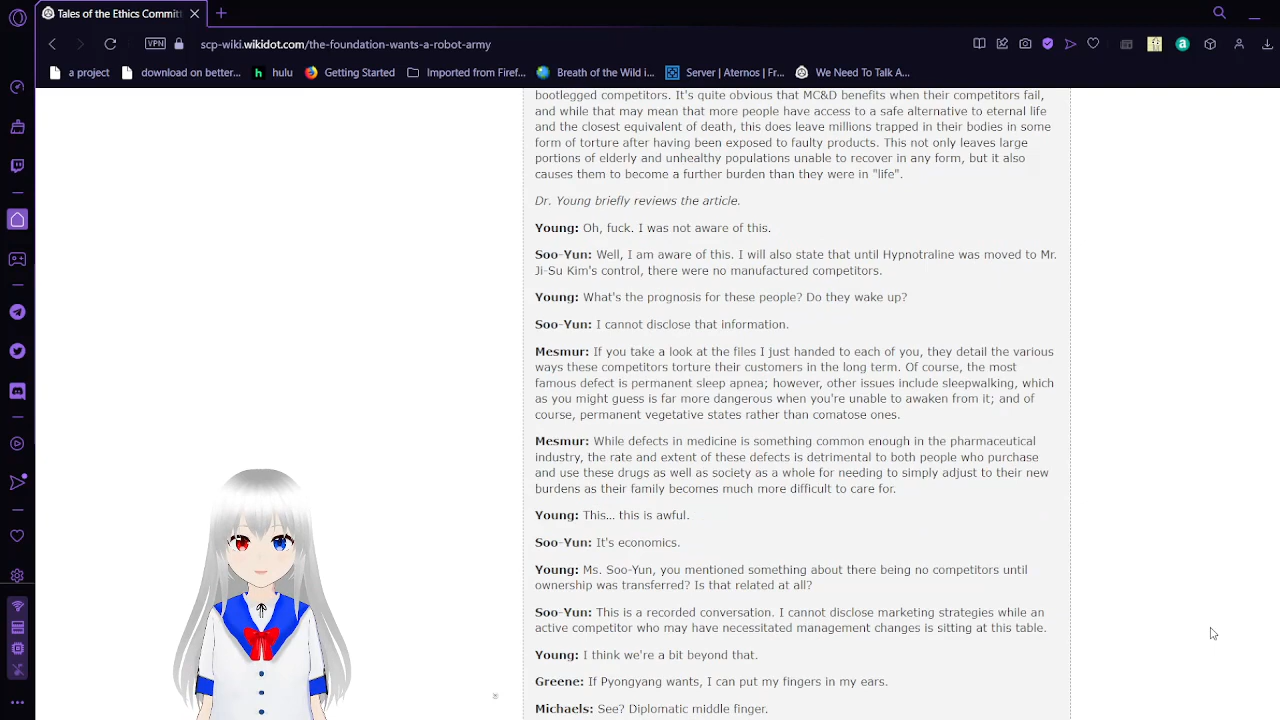 Tales of the Ethics Committ
VPN
scp-wiki.wikidot.com/the-foundation-wants-a-robot-army
a project
download on better...
hulu
Getting Started
Imported from Firef...
Breath of the Wild i...
Server | Aternos | Fr...
We Need To Talk A...
bootlegged competitors. It's quite obvious that MC&D benefits when their competitors fail,
and while that may mean that more people have access to a safe alternative to eternal life
and the closest equivalent of death, this does leave millions trapped in their bodies in some
form of torture after having been exposed to faulty products. This not only leaves large
portions of elderly and unhealthy populations unable to recover in any form, but it also
causes them to become a further burden than they were in "life".
Dr. Young briefly reviews the article.
Young: Oh, fuck. I was not aware of this.
Soo-Yun: Well, I am aware of this. I will also state that until Hypnotraline was moved to Mr.
Ji-Su Kim's control, there were no manufactured competitors.
Young: What's the prognosis for these people? Do they wake up?
Soo-Yun: I cannot disclose that information.
Mesmur: If you take a look at the files I just handed to each of you, they detail the various
ways these competitors torture their customers in the long term. Of course, the most
famous defect is permanent sleep apnea; however, other issues include sleepwalking, which
as you might guess is far more dangerous when you're unable to awaken from it; and of
course, permanent vegetative states rather than comatose ones.
Mesmur: While defects in medicine is something common enough in the pharmaceutical
industry, the rate and extent of these defects is detrimental to both people who purchase
and use these drugs as well as society as a whole for needing to simply adjust to their new
burdens as their family becomes much more difficult to care for.
Young: This... this is awful.
Soo-Yun: It's economics.
Young: Ms. Soo-Yun, you mentioned something about there being no competitors until
ownership was transferred? Is that related at all?
Soo-Yun: This is a recorded conversation. I cannot disclose marketing strategies while an
active competitor who may have necessitated management changes is sitting at this table.
Young: I think we're a bit beyond that.
Greene: If Pyongyang wants, I can put my fingers in my ears.
Michaels: See? Diplomatic middle finger.